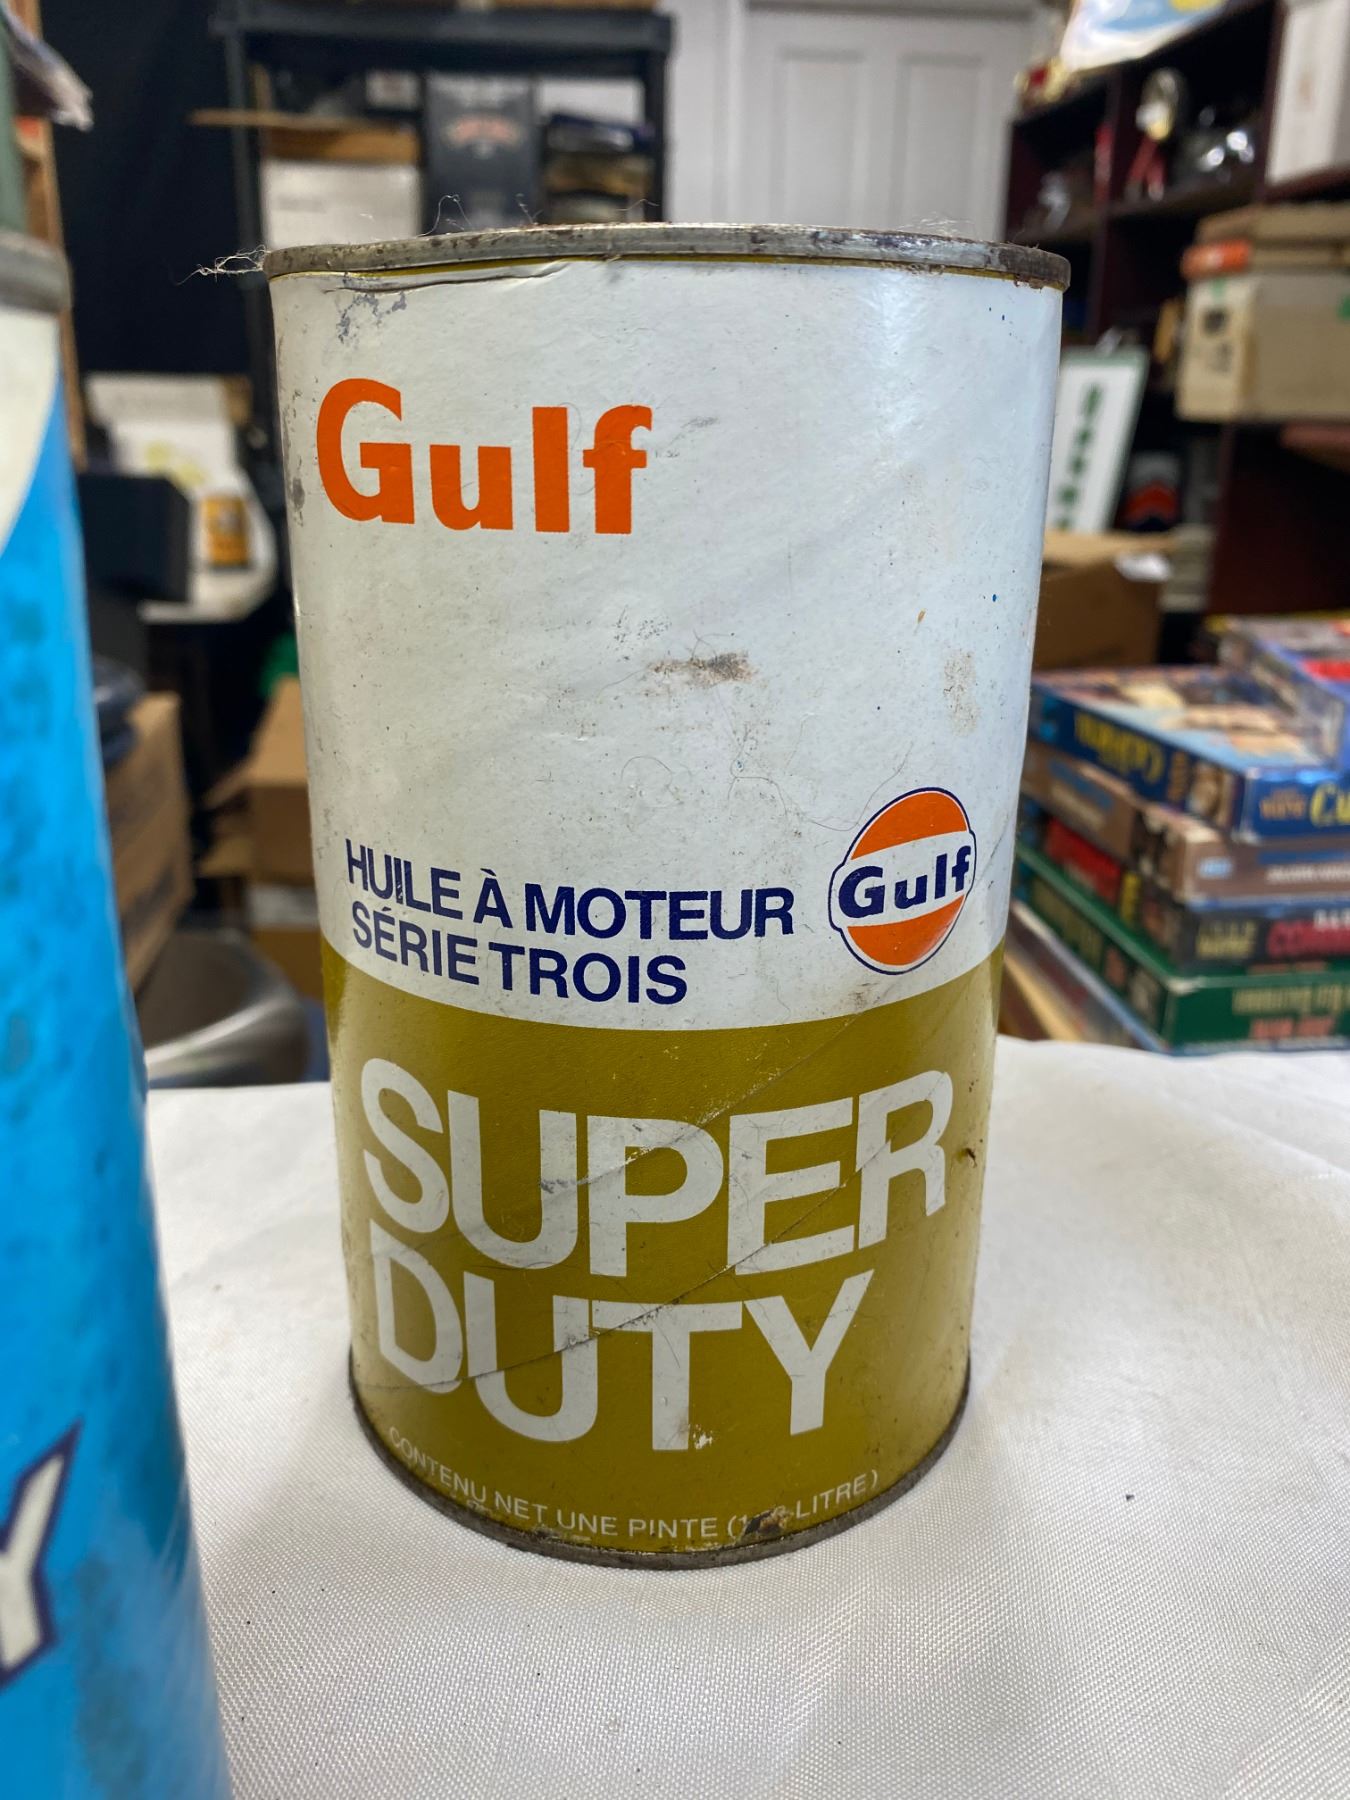 Gulf
HUILE À MOTEUR
SÉRIE TROIS
Gulf
SUPER
DUTY
CONTENU NET UNE PINTE ( LITRE)
Y